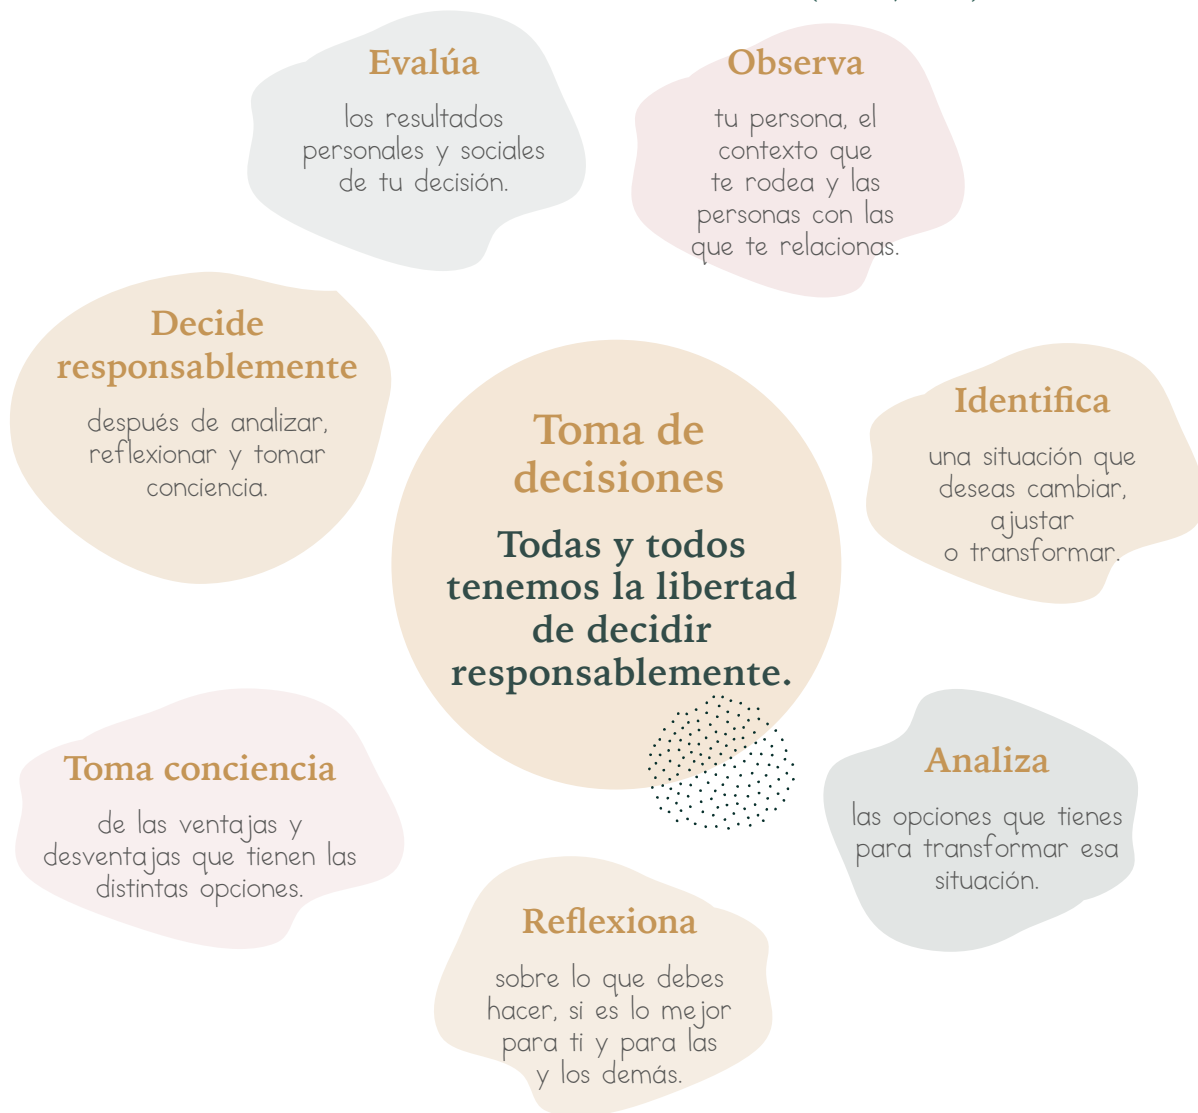 Evalúa
los resultados
personales y sociales
de tu decisión.
Observa
tu persona, el
contexto que
te rodea y las
personas con las
que te relacionas.
Decide
responsablemente
después de analizar,
reflexionar y tomar
conciencia.
Toma de
decisiones
Todas y todos
tenemos la libertad
de decidir
responsablemente.
Identifica
una situación que
deseas cambiar,
ajustar
o transformar.
Toma conciencia
de las ventajas y
desventajas que tienen las
distintas opciones.
Analiza
las opciones que tienes
para transformar esa
situación.
Reflexiona
sobre lo que debes
hacer, si es lo mejor
para ti y para las
y los demás.